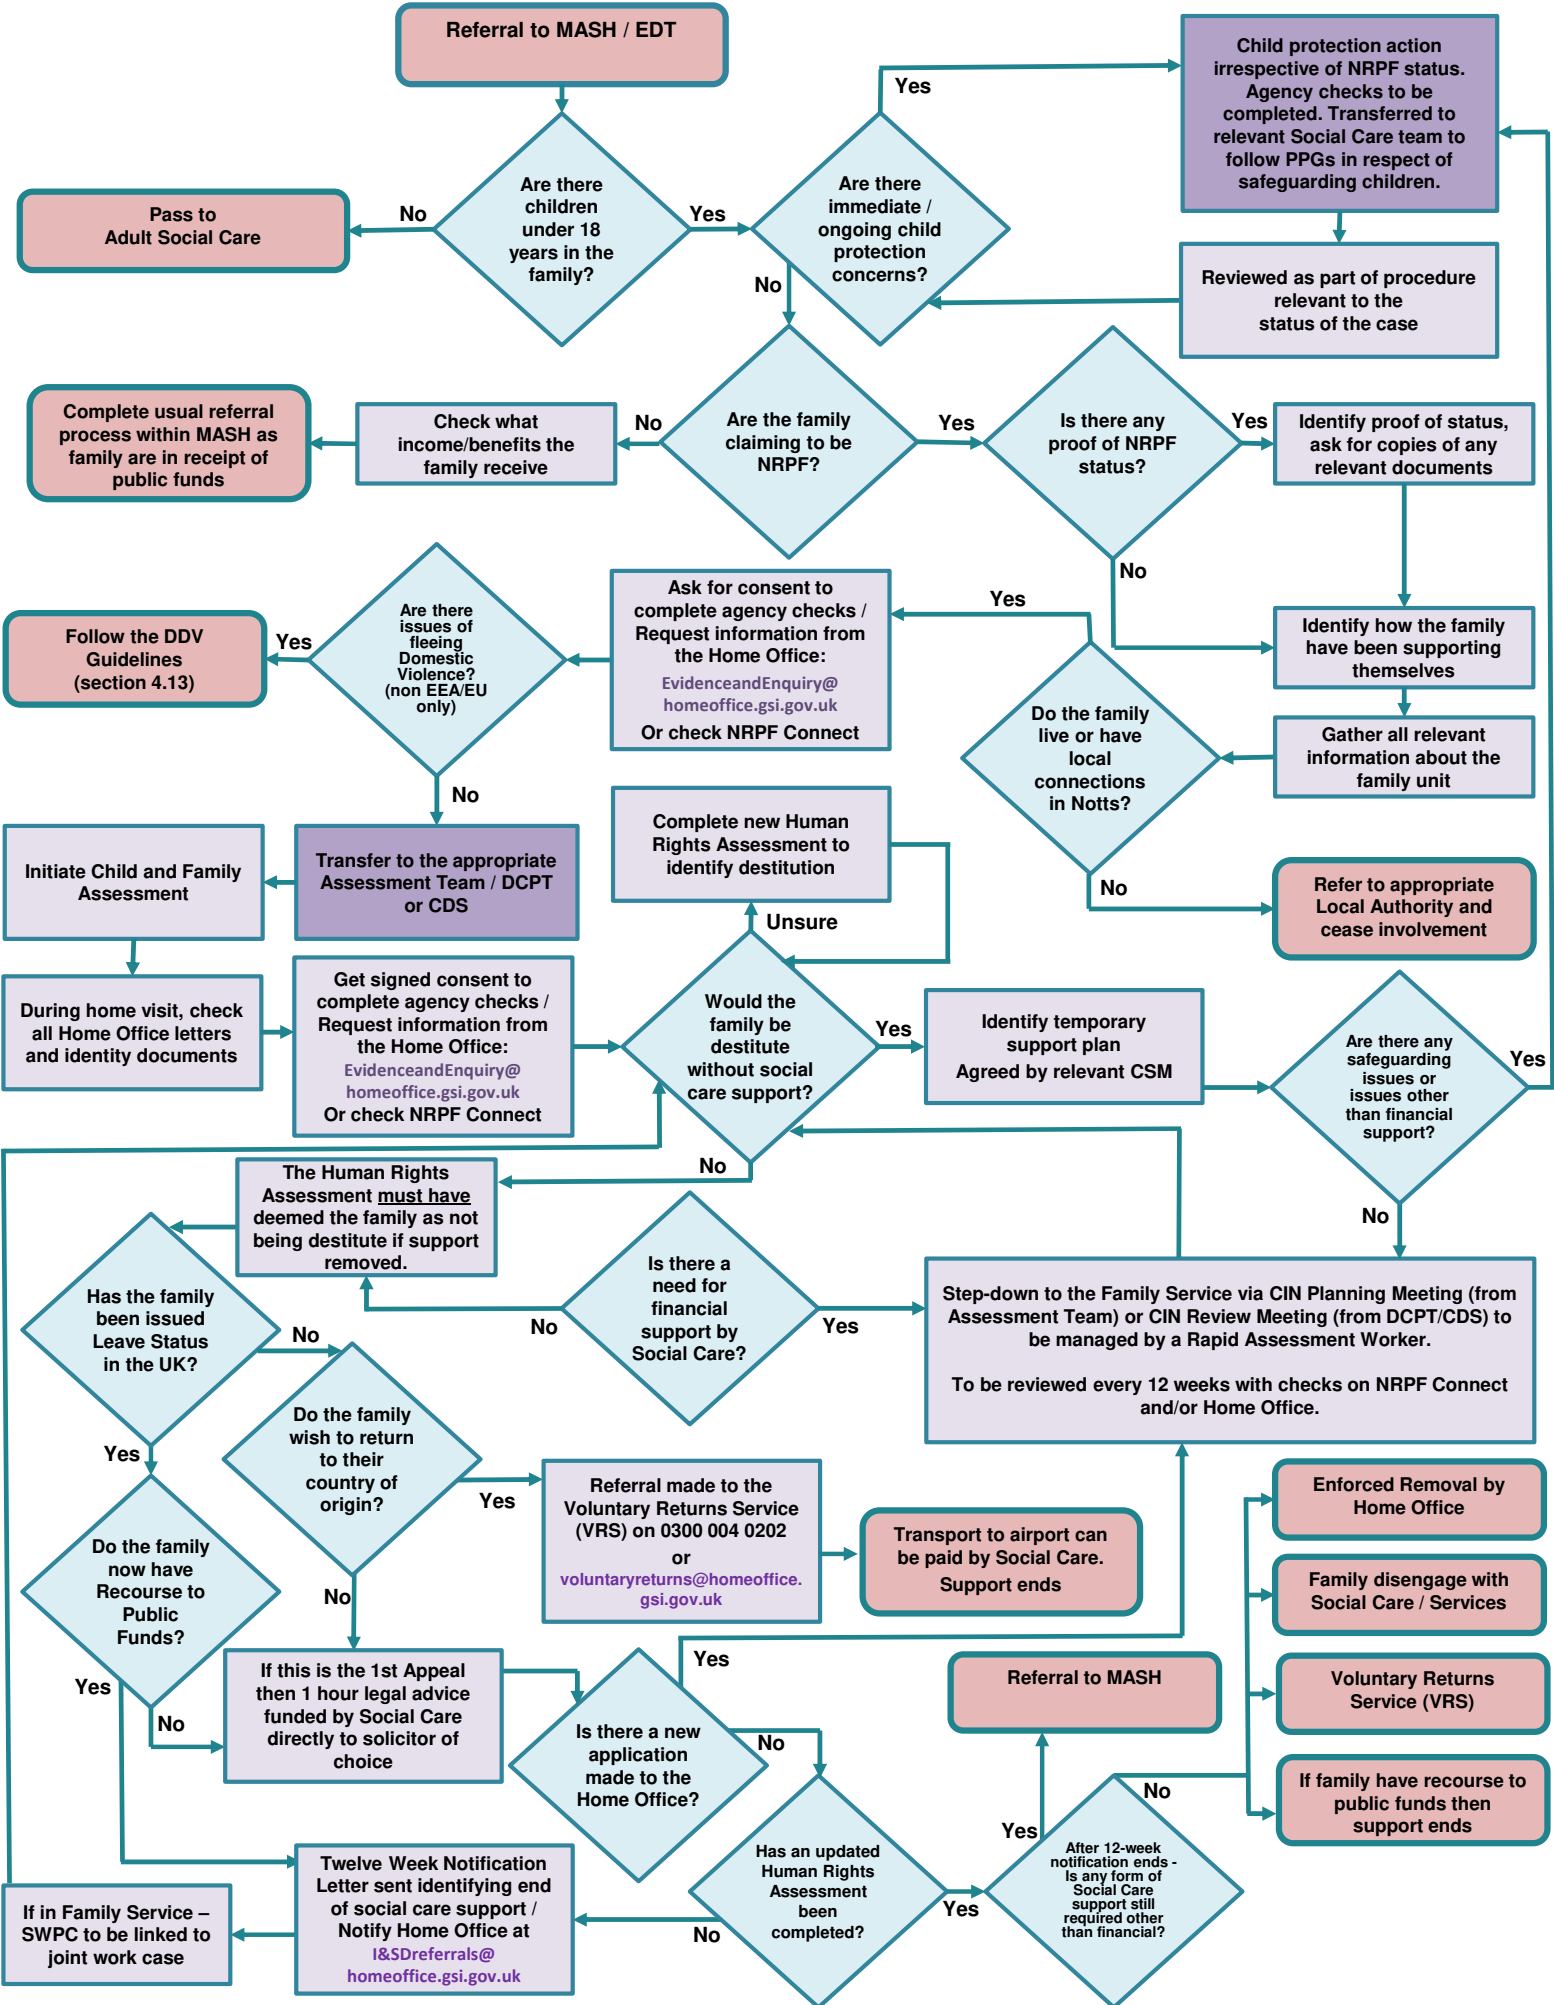 Referral to MASH / EDT
Yes
Child protection action
irrespective of NRPF status.
Agency checks to be
completed. Transferred to
relevant Social Care team to
follow PPGs in respect of
safeguarding children.
Are there
children
under 18
years in the
family?
Are there
immediate /
ongoing child
protection
concerns?
No
Yes
Pass to
Adult Social Care
No
Reviewed as part of procedure
relevant to the
status of the case
Complete usual referral
process within MASH as
family are in receipt of
public funds
Check what
income/benefits the
family receive
No
Are the family
claiming to be
NRPF?
Yes
Is there any
proof of NRPF
status?
Yes
Identify proof of status,
ask for copies of any
relevant documents
No
Follow the DDV
Guidelines
(section 4.13)
Yes
Are there
issues of
fleeing
Domestic
Violence?
(non EEA/EU
only)
Ask for consent to
complete agency checks /
Request information from
the Home Office:
EvidenceandEnquiry@
homeoffice.gsi.gov.uk
Or check NRPF Connect
Yes
Identify how the family
have been supporting
themselves
Do the family
live or have
local
connections
in Notts?
Gather all relevant
information about the
family unit
No
Complete new Human
Rights Assessment to
identify destitution
Initiate Child and Family
Assessment
Transfer to the appropriate
Assessment Team / DCPT
or CDS
Unsure
No
Refer to appropriate
Local Authority and
cease involvement
During home visit, check
all Home Office letters
and identity documents
Get signed consent to
complete agency checks /
Request information from
the Home Office:
EvidenceandEnquiry@
homeoffice.gsi.gov.uk
Or check NRPF Connect
Would the
family be
destitute
without social
care support?
Yes
Identify temporary
support plan
Agreed by relevant CSM
Are there any
safeguarding
issues or
issues other
than financial
support?
Yes
No
The Human Rights
Assessment must have
deemed the family as not
being destitute if support
removed.
No
Has the family
been issued
Leave Status
in the UK?
No
Is there a
need for
financial
support by
Social Care?
No
Yes
Step-down to the Family Service via CIN Planning Meeting (from
Assessment Team) or CIN Review Meeting (from DCPT/CDS) to
be managed by a Rapid Assessment Worker.
To be reviewed every 12 weeks with checks on NRPF Connect
and/or Home Office.
Yes
Do the family
wish to return
to their
country of
origin?
Yes
Referral made to the
Voluntary Returns Service
(VRS) on 0300 004 0202
or
voluntaryreturns@homeoffice.
gsi.gov.uk
Transport to airport can
be paid by Social Care.
Support ends
Enforced Removal by
Home Office
Do the family
now have
Recourse to
Public
Funds?
No
Family disengage with
Social Care / Services
Yes
No
If this is the 1st Appeal
then 1 hour legal advice
funded by Social Care
directly to solicitor of
choice
Yes
Is there a new
application
made to the
Home Office?
No
Referral to MASH
Voluntary Returns
Service (VRS)
No
If family have recourse to
public funds then
support ends
Yes
If in Family Service –
SWPC to be linked to
joint work case
Twelve Week Notification
Letter sent identifying end
of social care support /
Notify Home Office at
I&SDreferrals@
homeoffice.gsi.gov.uk
No
Has an updated
Human Rights
Assessment
been
completed?
Yes
After 12-week
notification ends -
Is any form of
Social Care
support still
required other
than financial?